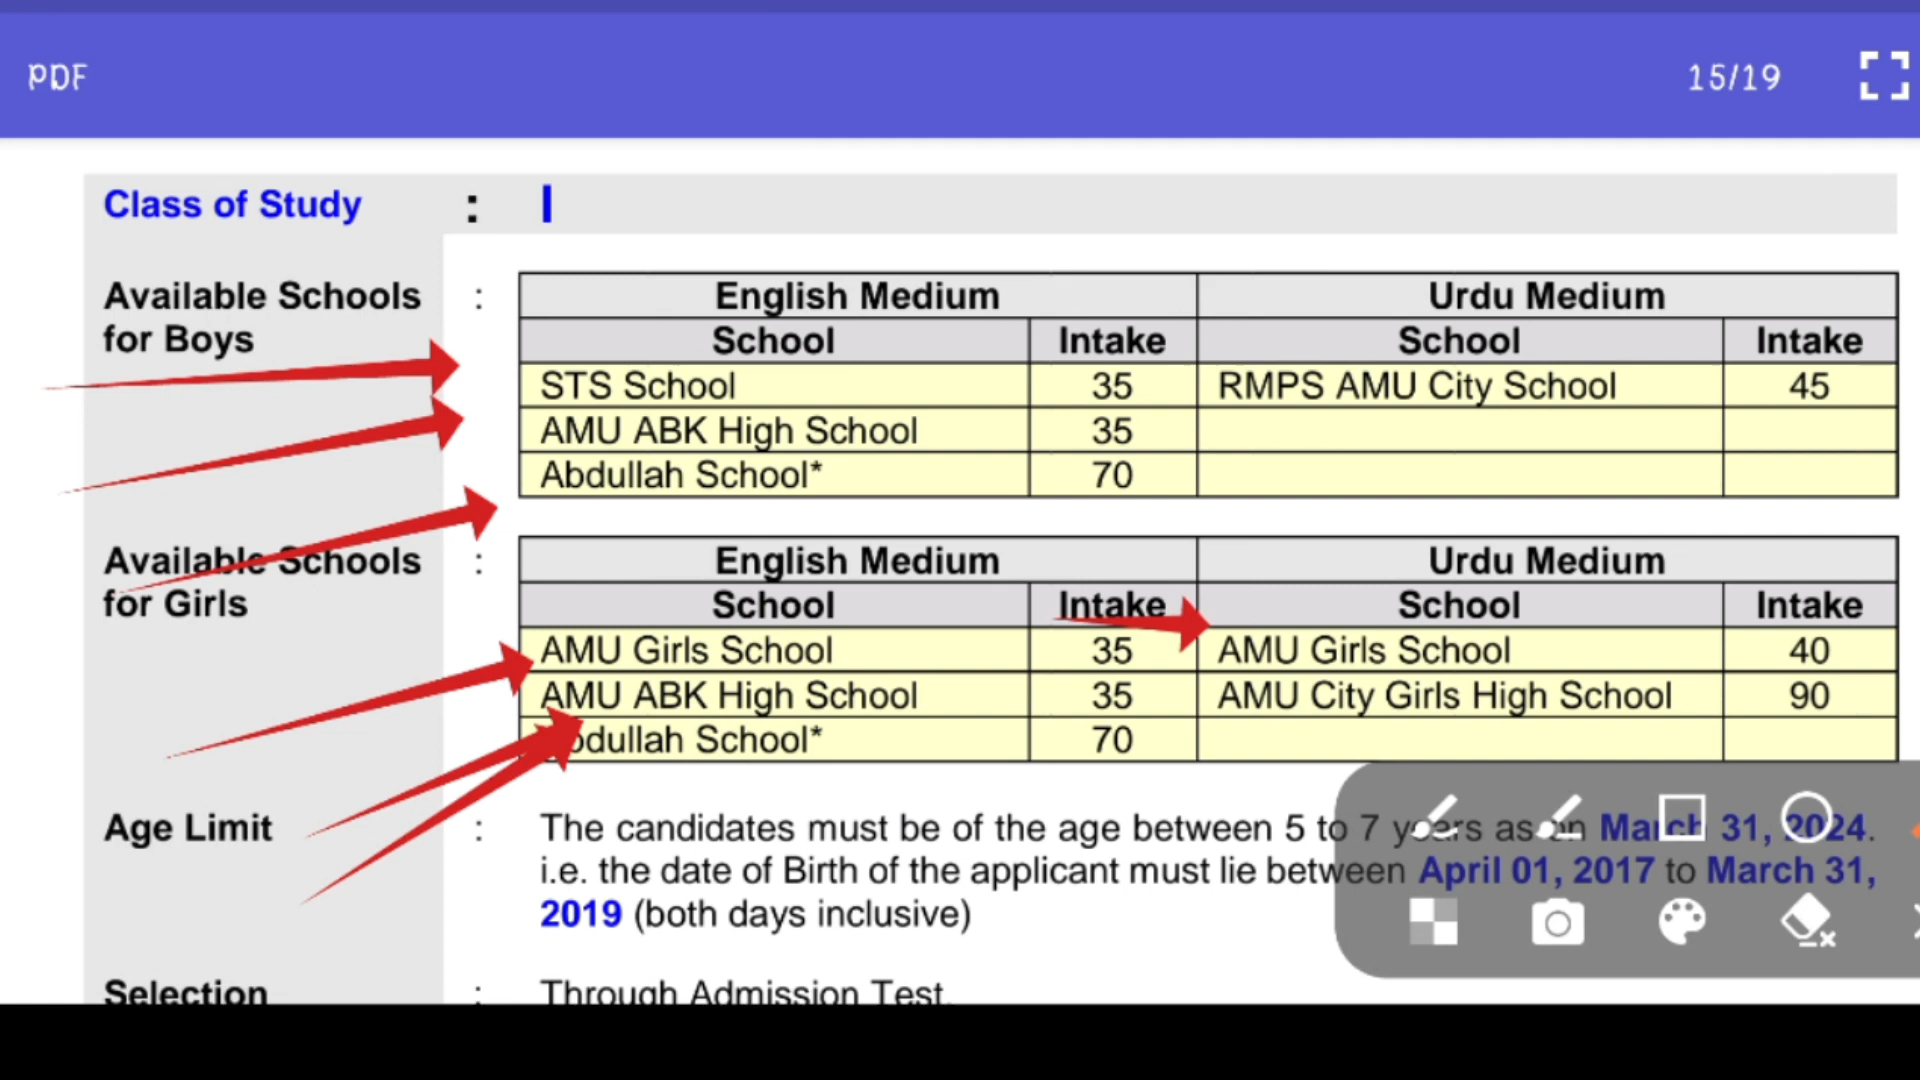 PDF
15/19
Class of Study : I
Available Schools for Boys :
English Medium Urdu Medium
School Intake School Intake
STS School 35 RMPS AMU City School 45
AMU ABK High School 35
Abdullah School* 70
Available Schools for Girls :
English Medium Urdu Medium
School Intake School Intake
AMU Girls School 35 AMU Girls School 40
AMU ABK High School 35 AMU City Girls High School 90
Abdullah School* 70
Age Limit : The candidates must be of the age between 5 to 7 years as on March 31, 2024.
i.e. the date of Birth of the applicant must lie between April 01, 2017 to March 31,
2019 (both days inclusive)
Selection : Through Admission Test.